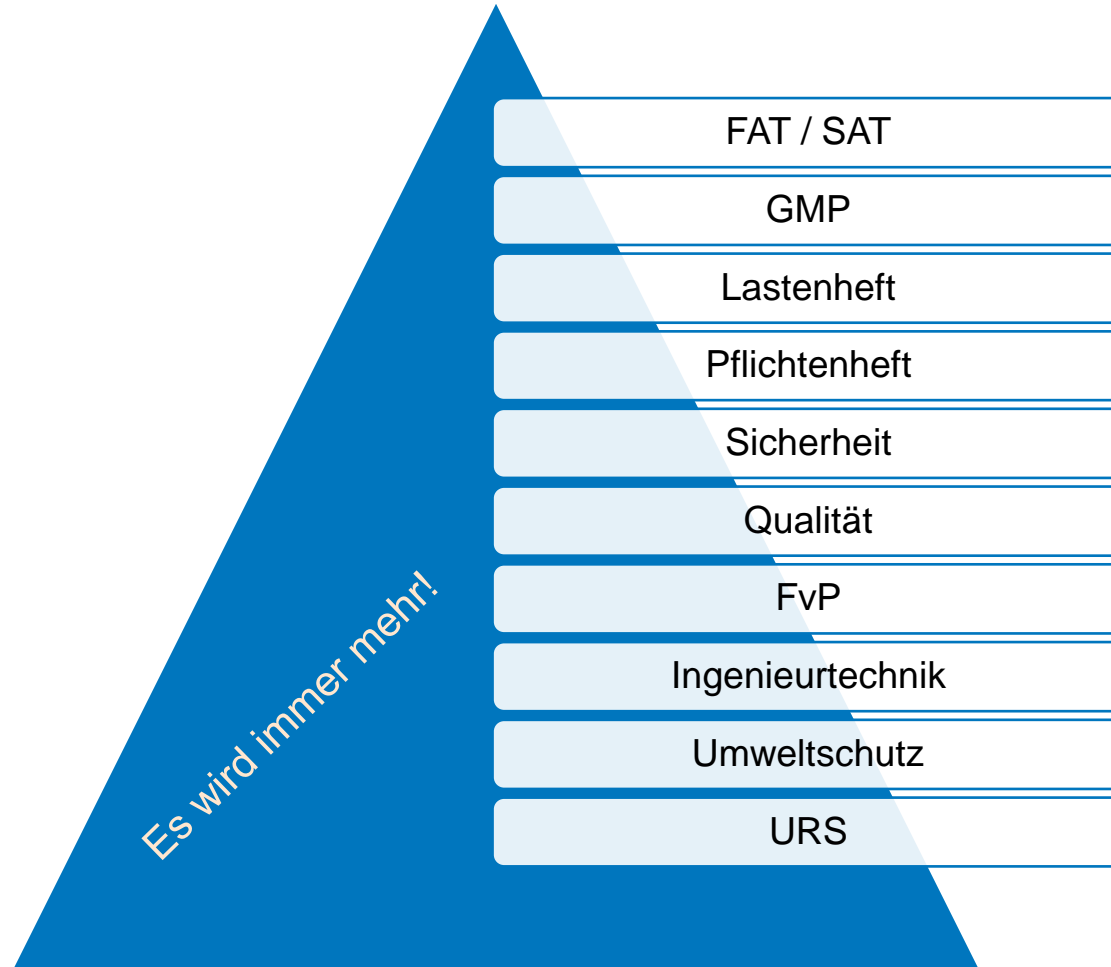 FAT / SAT
GMP
Lastenheft
Pflichtenheft
Sicherheit
Qualität
FvP
Ingenieurtechnik
Umweltschutz
URS
Es wird immer mehr!